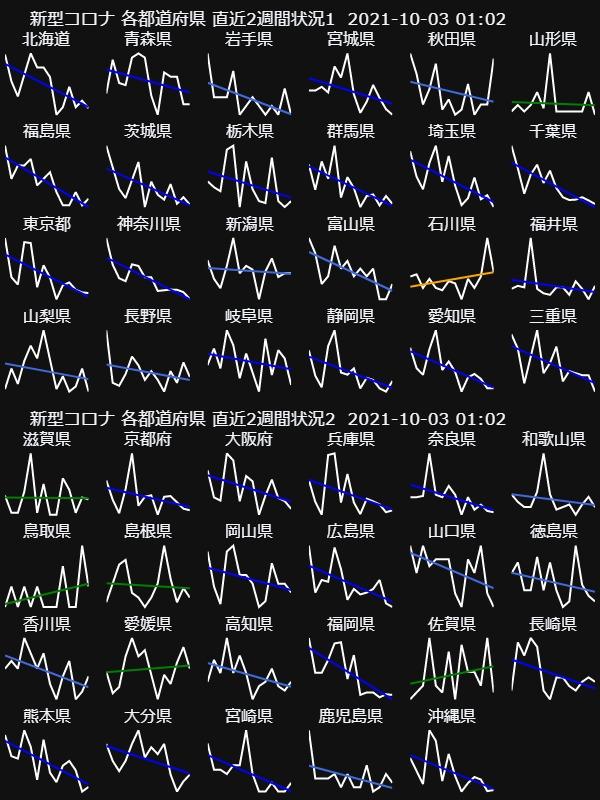 新型コロナ 各都道府県 直近2週間状況1 2021-10-03 01:02
北海道 青森県 岩手県 宮城県 秋田県 山形県
福島県 茨城県 栃木県 群馬県 埼玉県 千葉県
東京都 神奈川県 新潟県 富山県 石川県 福井県
山梨県 長野県 岐阜県 静岡県 愛知県 三重県
新型コロナ 各都道府県 直近2週間状況2 2021-10-03 01:02
滋賀県 京都府 大阪府 兵庫県 奈良県 和歌山県
鳥取県 島根県 岡山県 広島県 山口県 徳島県
香川県 愛媛県 高知県 福岡県 佐賀県 長崎県
熊本県 大分県 宮崎県 鹿児島県 沖縄県